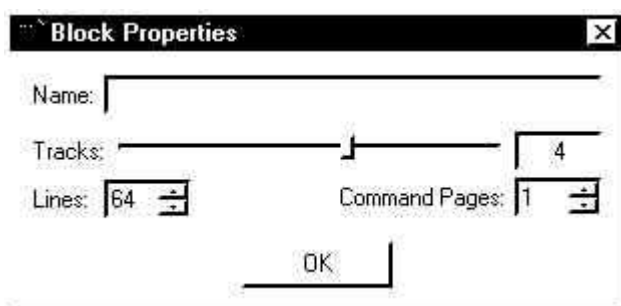 Block Properties
Name:
Tracks: 4
Lines: 64 Command Pages: 1
OK